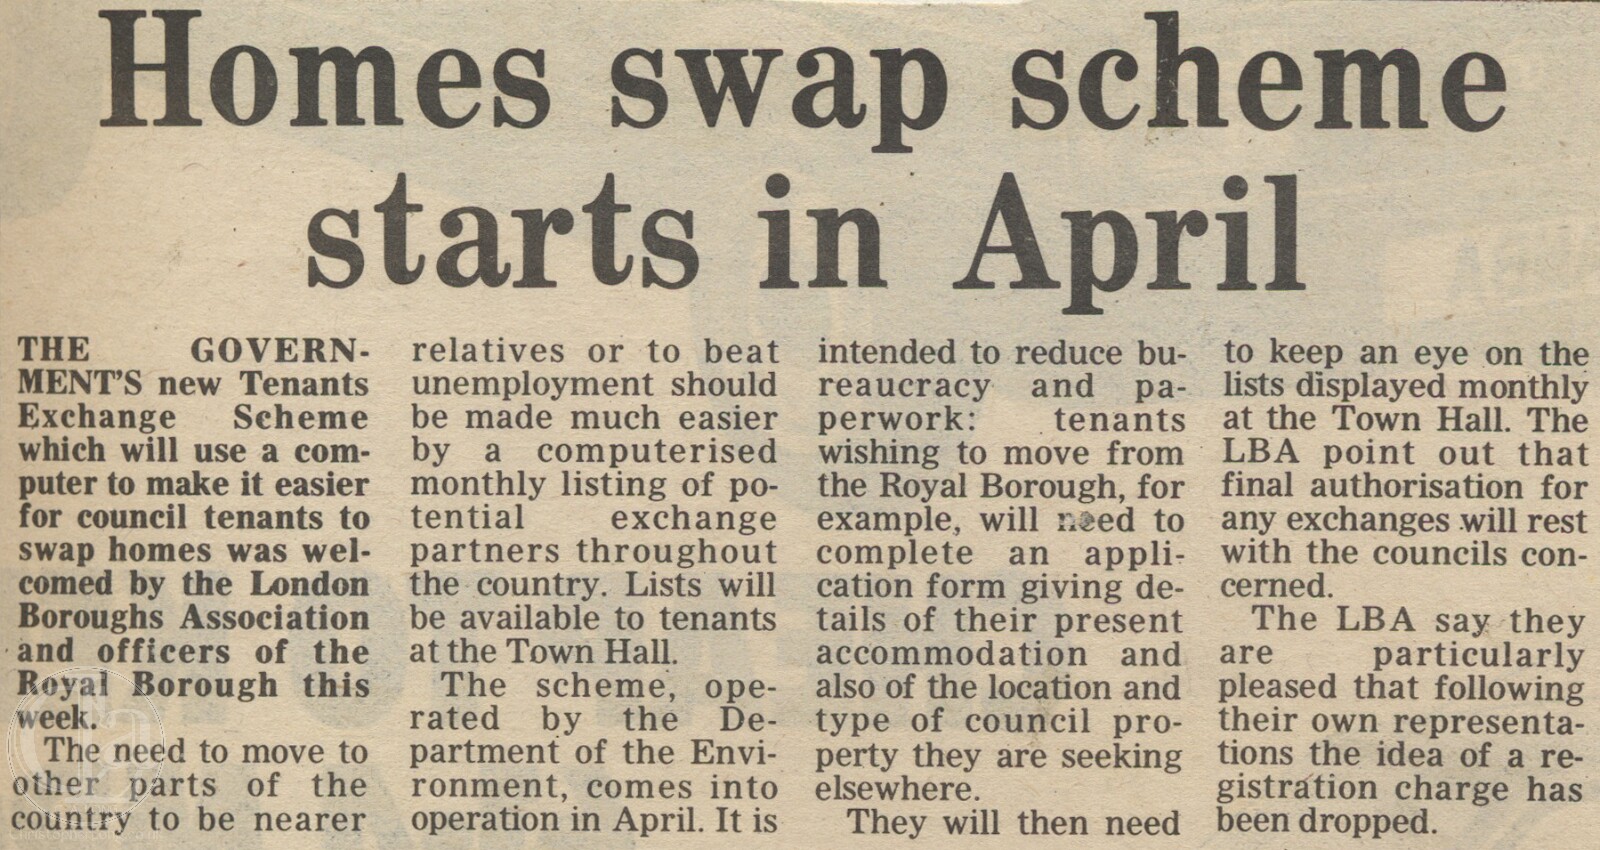 Homes swap scheme
starts in April
THE GOVERN-
MENT'S new Tenants
Exchange Scheme
which will use a com-
puter to make it easier
for council tenants to
swap homes was wel-
comed by the London
Boroughs Association
and officers of the
Royal Borough this
week.
The need to move to
other parts of the
country to be nearer
relatives or to beat
unemployment should
be made much easier
by a computerised
monthly listing of po-
tential exchange
partners throughout
the country. Lists will
be available to tenants
at the Town Hall.
The scheme, ope-
rated by the De-
partment of the Envi-
ronment, comes into
operation in April. It is
intended to reduce bu-
reaucracy and pa-
perwork: tenants
wishing to move from
the Royal Borough, for
example, will need to
complete an appli-
cation form giving de-
tails of their present
accommodation and
also of the location and
type of council pro-
perty they are seeking
elsewhere.
They will then need
to keep an eye on the
lists displayed monthly
at the Town Hall. The
LBA point out that
final authorisation for
any exchanges will rest
with the councils con-
cerned.
The LBA say they
are particularly
pleased that following
their own representa-
tions the idea of a re-
gistration charge has
been dropped.